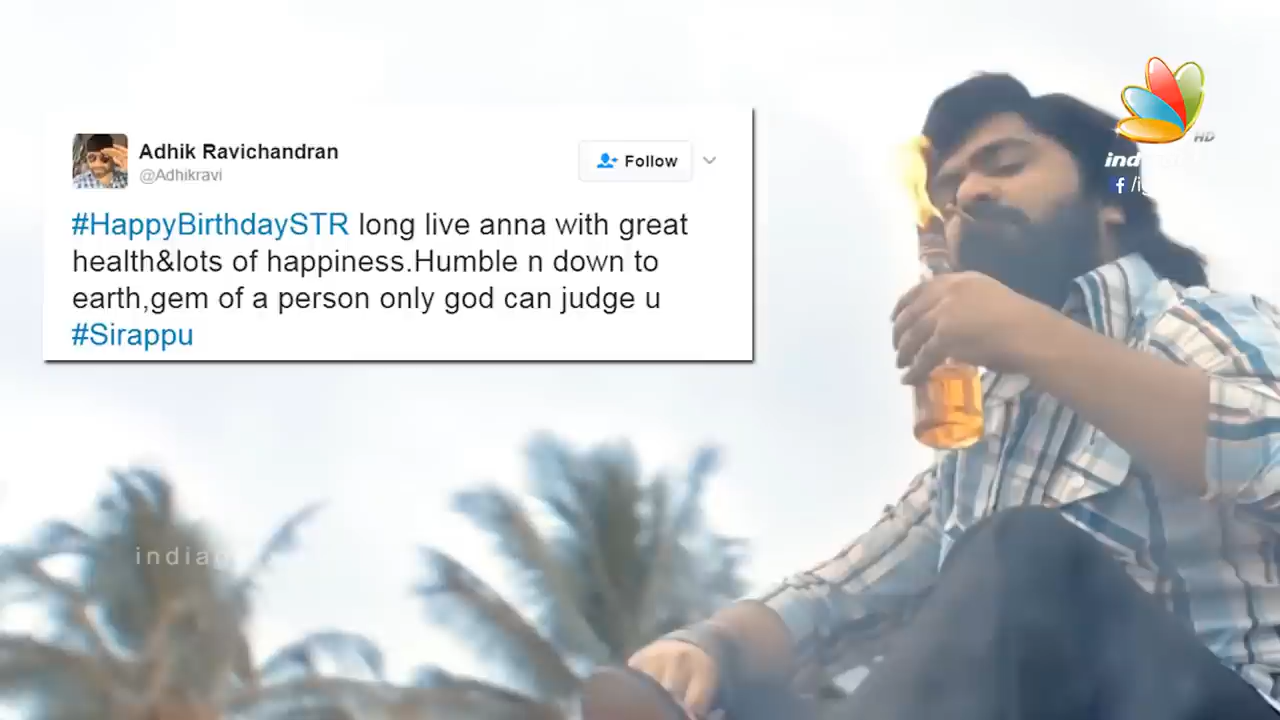 Adhik Ravichandran
@Adhikravi
Follow
#HappyBirthdaySTR long live anna with great
health&lots of happiness.Humble n down to
earth,gem of a person only god can judge u
#Sirappu
HD
f